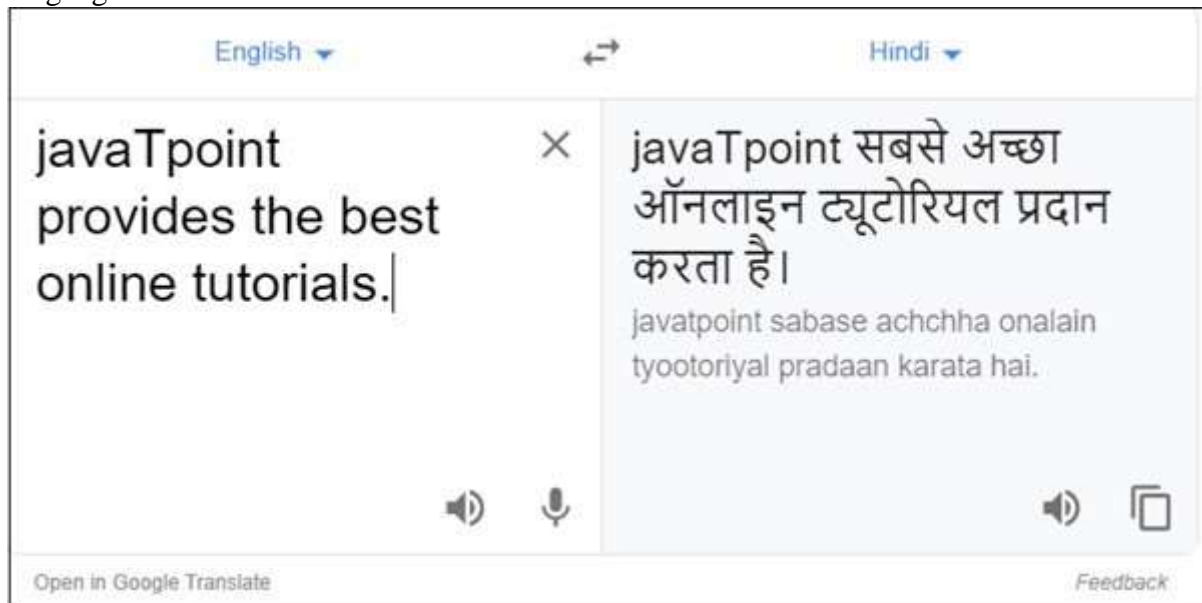 English
Hindi
javaTpoint
provides the best
online tutorials.
javaTpoint सबसे अच्छा
ऑनलाइन ट्यूटोरियल प्रदान
करता है।
javatpoint sabase achchha onalain
tyootoriyal pradaan karata hai.
Open in Google Translate
Feedback